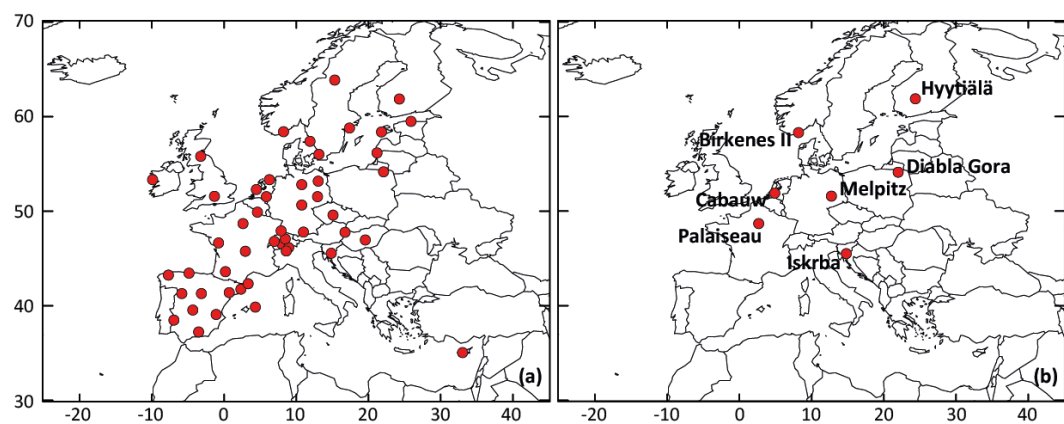 70
60
50
40
30
(a)
-20 -10 0 10 20 30 40
Hyytiälä
Birkenes II
Diabla Gora
Melpitz
Cabauw
Palaiseau
Iskrba
(b)
-20 -10 0 10 20 30 40